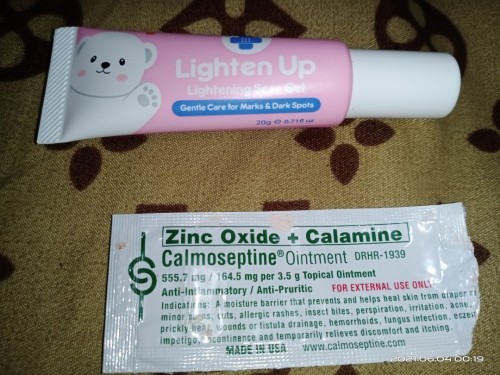 Lighten Up
Lightening Scar Gel
Gentle Care for Marks & Dark Spots
20g ℮ 0.71fl oz
Zinc Oxide + Calamine
Calmoseptine® Ointment DRHR-1939
555.7 mg / 164.5 mg per 3.5 g Topical Ointment
Anti-Inflammatory / Anti-Pruritic FOR EXTERNAL USE ONLY
Indications: A moisture barrier that prevents and helps heal skin from diaper r
minor cuts, allergic rashes, insect bites, perspiration, irritation, acne,
prickly wounds or fistula drainage, hemorrhoids, fungus infection, eczem
impetigo, incontinence and temporarily relieves discomfort and itching.
MADE IN USA www.calmoseptine.com
2021.06.04 00:19